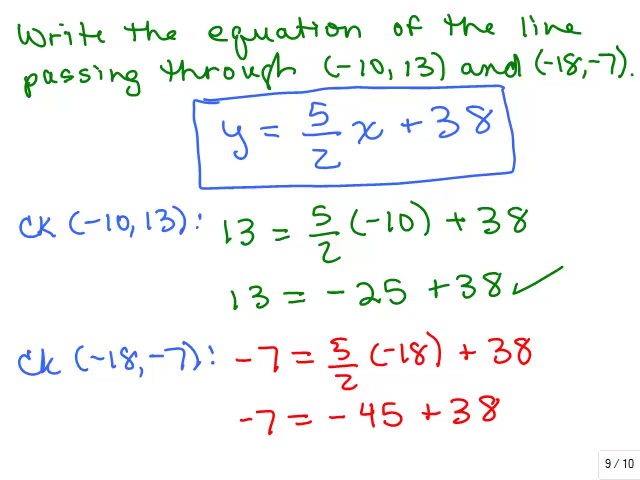 Write the equation of the line
passing through (-10, 13) and (-18, -7).
y = 5/2 x + 38
ck (-10, 13): 13 = 5/2 (-10) + 38
13 = -25 + 38 ✓
ck (-18, -7): -7 = 5/2 (-18) + 38
-7 = -45 + 38
9 / 10